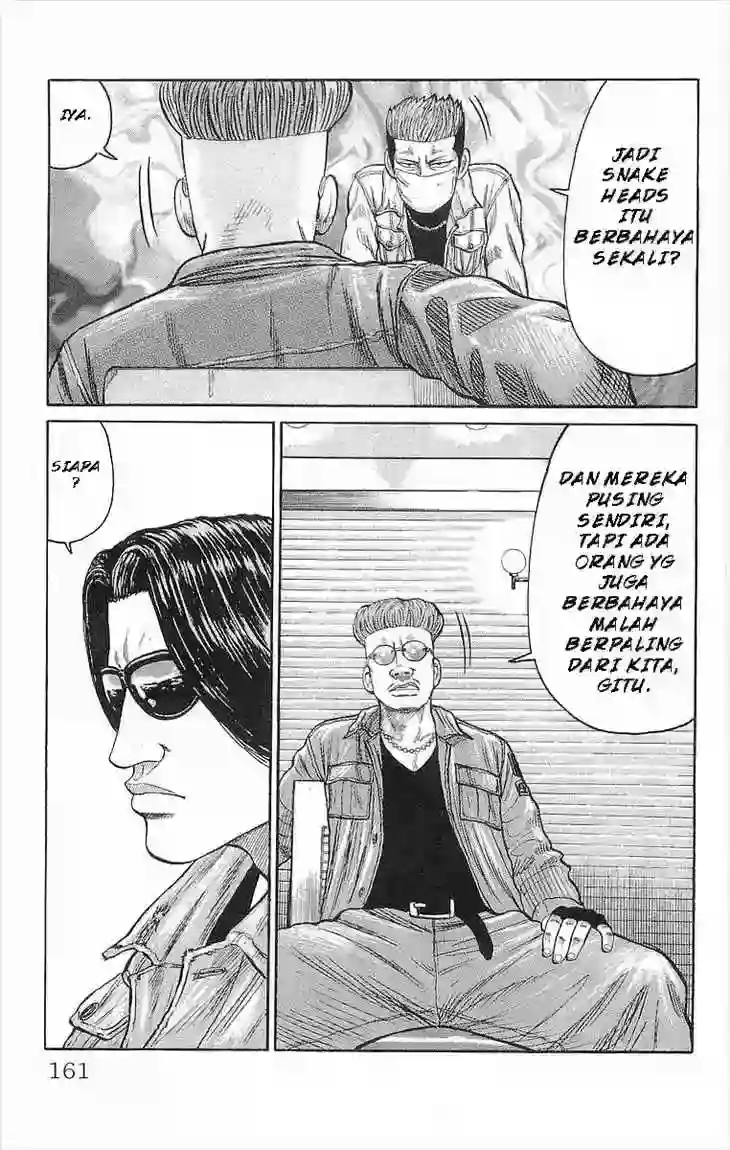 JADI
SNAKE
HEADS
ITU
BERBAHAYA
SEKALI?
IYA.
DAN MEREKA
PUSING
SENDIRI,
TAPI ADA
ORANG YG
JUGA
BERBAHAYA
MALAH
BERPALING
DARI KITA,
GITU.
SIAPA
?
161